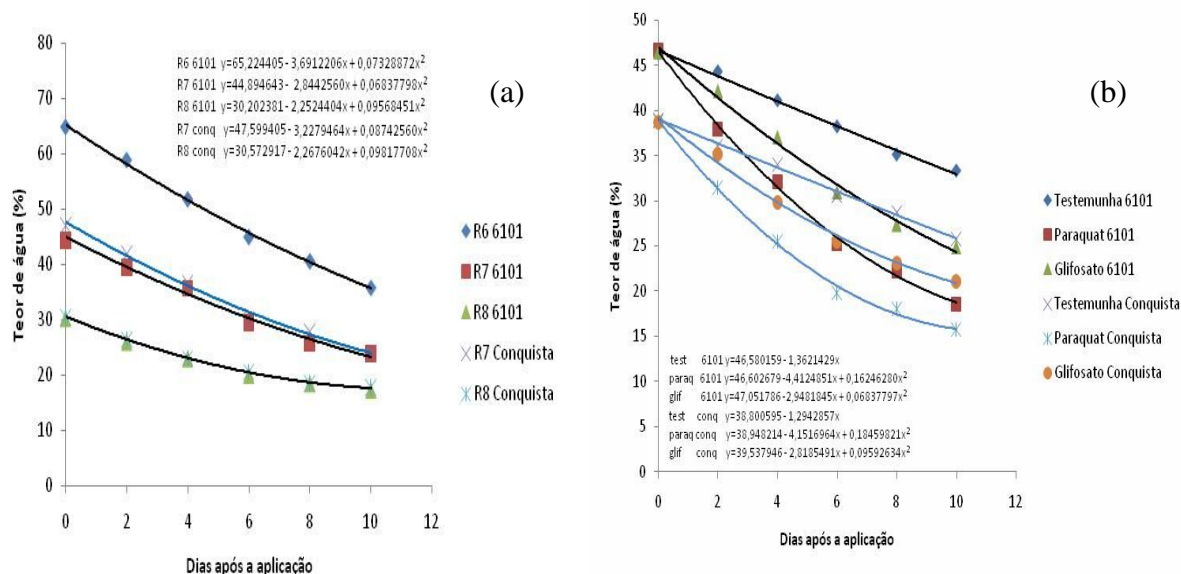 R6 6101 y=65,224405-3,6912206x+0,07328872x²
R7 6101 y=44,894643-2,8442560x+0,06837798x²
R8 6101 y=30,202381-2,2524404x+0,09568451x²
R7 conq y=47,599405-3,2279464x+0,08742560x²
R8 conq y=30,572917-2,2676042x+0,09817708x²
(a)
Teor de água (%)
80
70
60
50
40
30
20
10
0
0 2 4 6 8 10 12
Dias após a aplicação
R6 6101
R7 6101
R8 6101
R7 Conquista
R8 Conquista
(b)
Teor de água (%)
50
45
40
35
30
25
20
15
10
5
0
test 6101 y=46,580159-1,3621429x
paraq 6101 y=46,602679-4,4124851x+0,16246280x²
glif 6101 y=47,051786-2,9481845x+0,06837797x²
test conq y=38,800595-1,2942857x
paraq conq y=38,948214-4,1516964x+0,18459821x²
glif conq y=39,537946-2,8185491x+0,09592634x²
0 2 4 6 8 10 12
Dias após a aplicação
Testemunha 6101
Paraquat 6101
Glifosato 6101
Testemunha Conquista
Paraquat Conquista
Glifosato Conquista